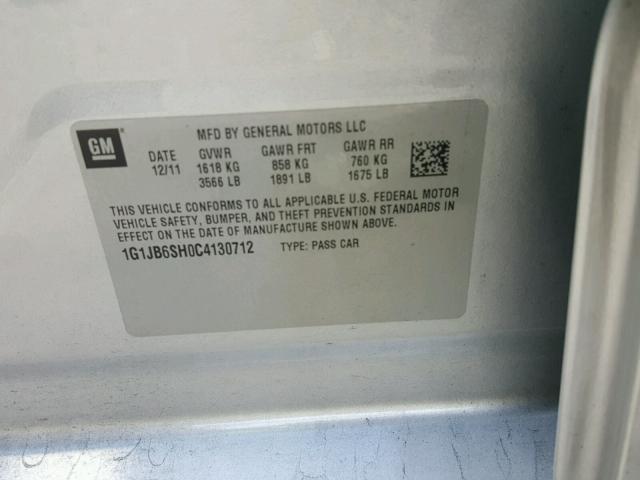 GM
MFD BY GENERAL MOTORS LLC
DATE GVWR GAWR FRT GAWR RR
12/11 1618 KG 858 KG 760 KG
3566 LB 1891 LB 1675 LB
THIS VEHICLE CONFORMS TO ALL APPLICABLE U.S. FEDERAL MOTOR
VEHICLE SAFETY, BUMPER, AND THEFT PREVENTION STANDARDS IN
EFFECT ON THE DATE OF MANUFACTURE SHOWN ABOVE.
1G1JB6SH0C4130712 TYPE: PASS CAR